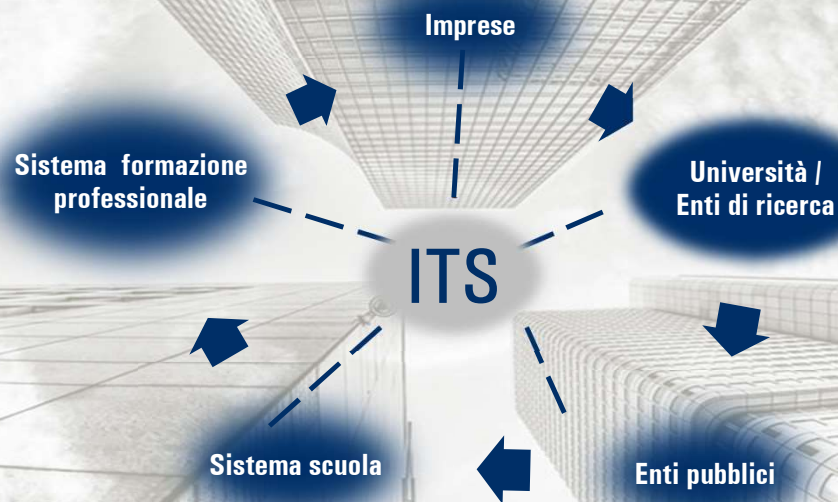 Imprese
Sistema formazione
professionale
Università /
Enti di ricerca
ITS
Sistema scuola
Enti pubblici